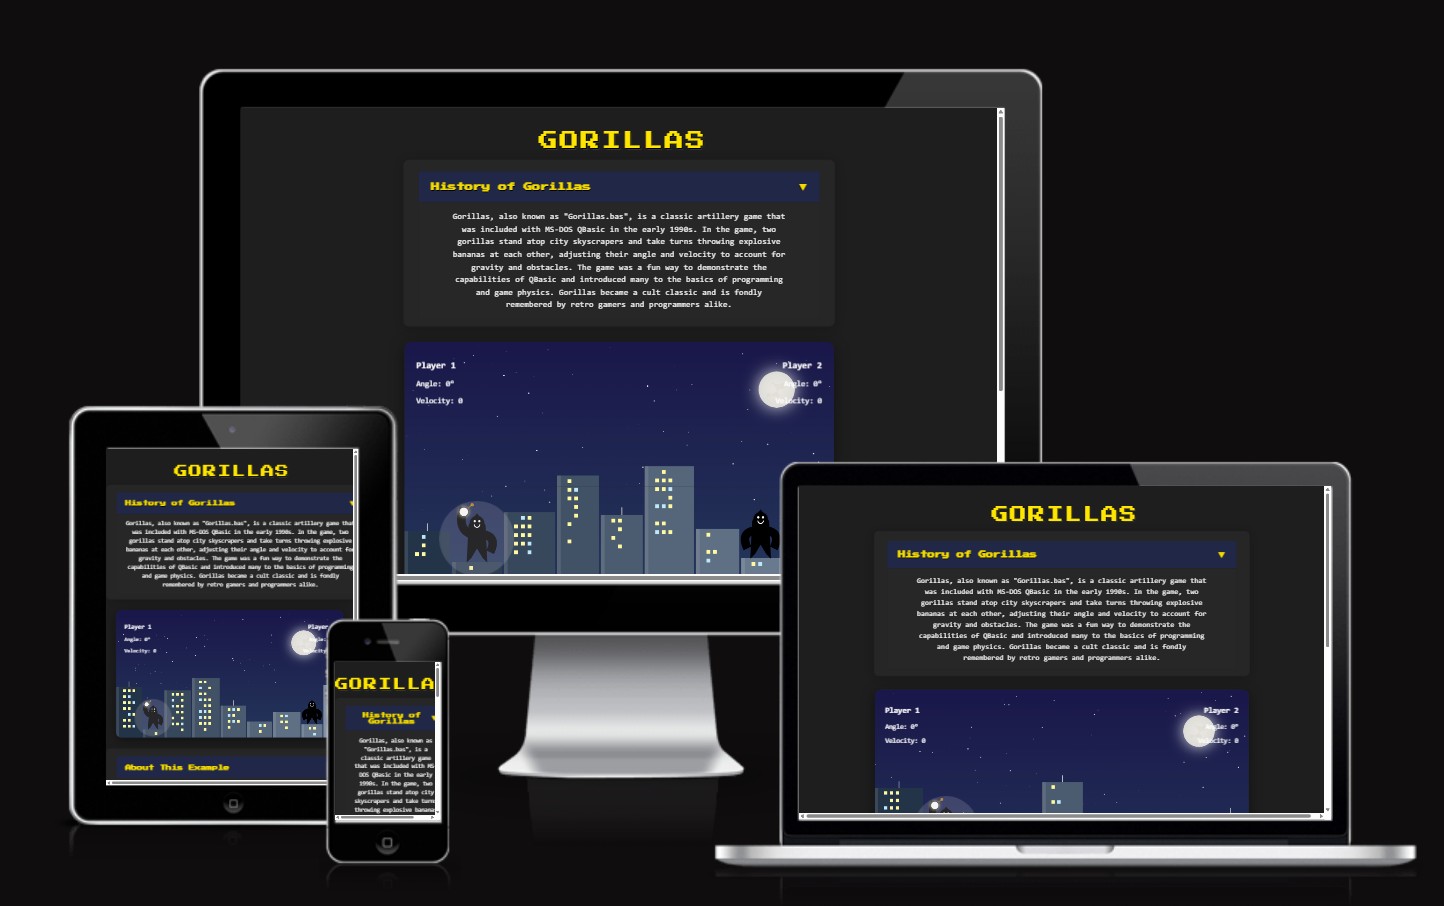 GORILLAS
History of Gorillas
Gorillas, also known as "Gorillas.bas", is a classic artillery game that
was included with MS-DOS QBasic in the early 1990s. In the game, two
gorillas stand atop city skyscrapers and take turns throwing explosive
bananas at each other, adjusting their angle and velocity to account for
gravity and obstacles. The game was a fun way to demonstrate the
capabilities of QBasic and introduced many to the basics of programming
and game physics. Gorillas became a cult classic and is fondly
remembered by retro gamers and programmers alike.
Player 1
Angle: 0°
Velocity: 0
Player 2
Angle: 0°
Velocity: 0
GORILLAS
History of Gorillas
Gorillas, also known as "Gorillas.bas", is a classic artillery game that
was included with MS-DOS QBasic in the early 1990s. In the game, two
gorillas stand atop city skyscrapers and take turns throwing explosive
bananas at each other, adjusting their angle and velocity to account for
gravity and obstacles. The game was a fun way to demonstrate the
capabilities of QBasic and introduced many to the basics of programming
and game physics. Gorillas became a cult classic and is fondly
remembered by retro gamers and programmers alike.
Player 1
Angle: 0°
Velocity: 0
Player
Velocity
About This Example
GORILLA
History of
Gorillas
Gorillas, also known as
"Gorillas.bas", is a
classic artillery game
that was included with MS-
DOS QBasic in the early
1990s. In the game, two
gorillas stand atop city
skyscrapers and take turns
throwing explosive bananas
GORILLAS
History of Gorillas
Gorillas, also known as "Gorillas.bas", is a classic artillery game that
was included with MS-DOS QBasic in the early 1990s. In the game, two
gorillas stand atop city skyscrapers and take turns throwing explosive
bananas at each other, adjusting their angle and velocity to account for
gravity and obstacles. The game was a fun way to demonstrate the
capabilities of QBasic and introduced many to the basics of programming
and game physics. Gorillas became a cult classic and is fondly
remembered by retro gamers and programmers alike.
Player 1
Angle: 0°
Velocity: 0
Player 2
Angle: 0°
Velocity: 0